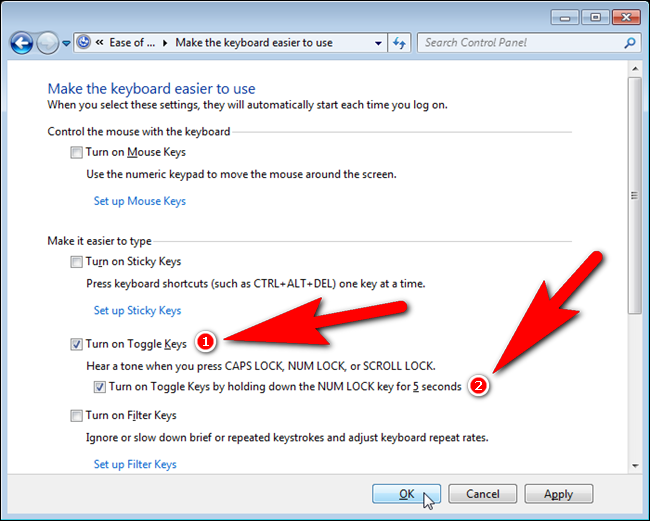 « Ease of ... ▸ Make the keyboard easier to use
Search Control Panel
Make the keyboard easier to use
When you select these settings, they will automatically start each time you log on.
Control the mouse with the keyboard
Turn on Mouse Keys
Use the numeric keypad to move the mouse around the screen.
Set up Mouse Keys
Make it easier to type
Turn on Sticky Keys
Press keyboard shortcuts (such as CTRL+ALT+DEL) one key at a time.
Set up Sticky Keys
Turn on Toggle Keys 1
Hear a tone when you press CAPS LOCK, NUM LOCK, or SCROLL LOCK.
Turn on Toggle Keys by holding down the NUM LOCK key for 5 seconds 2
Turn on Filter Keys
Ignore or slow down brief or repeated keystrokes and adjust keyboard repeat rates.
Set up Filter Keys
OK Cancel Apply